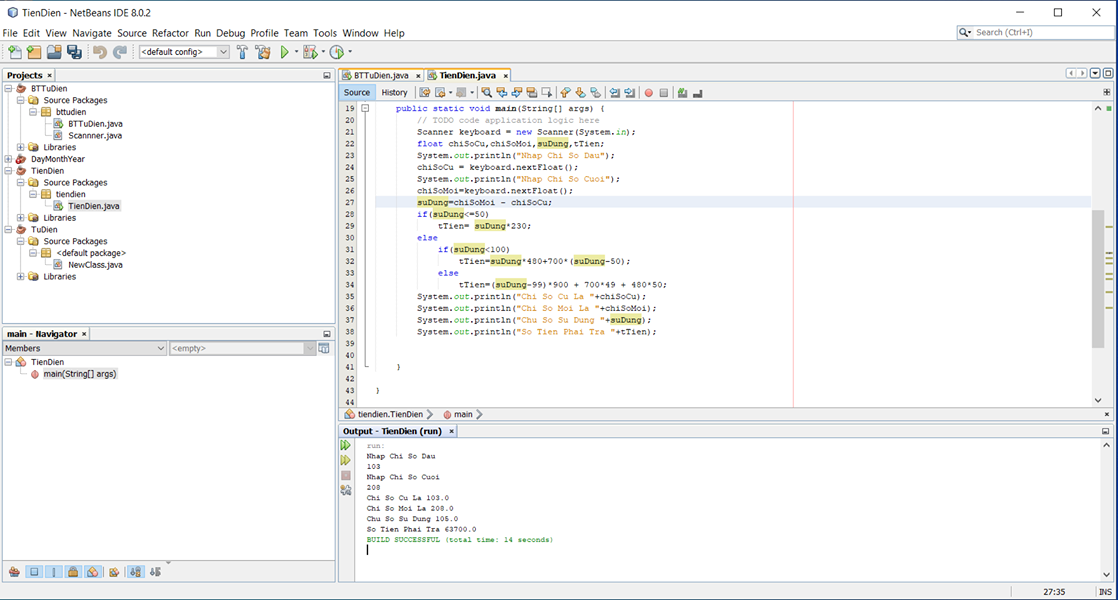 TienDien - NetBeans IDE 8.0.2
File Edit View Navigate Source Refactor Run Debug Profile Team Tools Window Help
Search (Ctrl+I)
<default config>
Projects ×
BTTuDien
Source Packages
bttudien
BTTuDien.java
Scannner.java
Libraries
DayMonthYear
TienDien
Source Packages
tiendien
TienDien.java
Libraries
TuDien
Source Packages
<default package>
NewClass.java
Libraries
main - Navigator ×
Members
<empty>
TienDien
main(String[] args)
BTTuDien.java × TienDien.java ×
Source History
19 public static void main(String[] args) {
20 // TODO code application logic here
21 Scanner keyboard = new Scanner(System.in);
22 float chiSoCu,chiSoMoi,suDung,tTien;
23 System.out.println("Nhap Chi So Dau");
24 chiSoCu = keyboard.nextFloat();
25 System.out.println("Nhap Chi So Cuoi");
26 chiSoMoi=keyboard.nextFloat();
27 suDung=chiSoMoi - chiSoCu;
28 if(suDung<=50)
29 tTien= suDung*230;
30 else
31 if(suDung<100)
32 tTien=suDung*480+700*(suDung-50);
33 else
34 tTien=(suDung-99)*900 + 700*49 + 480*50;
35 System.out.println("Chi So Cu La "+chiSoCu);
36 System.out.println("Chi So Moi La "+chiSoMoi);
37 System.out.println("Chu So Su Dung "+suDung);
38 System.out.println("So Tien Phai Tra "+tTien);
39
40
41 }
42
43 }
44
tiendien.TienDien main
Output - TienDien (run) ×
run:
Nhap Chi So Dau
103
Nhap Chi So Cuoi
208
Chi So Cu La 103.0
Chi So Moi La 208.0
Chu So Su Dung 105.0
So Tien Phai Tra 63700.0
BUILD SUCCESSFUL (total time: 14 seconds)
27:35 INS